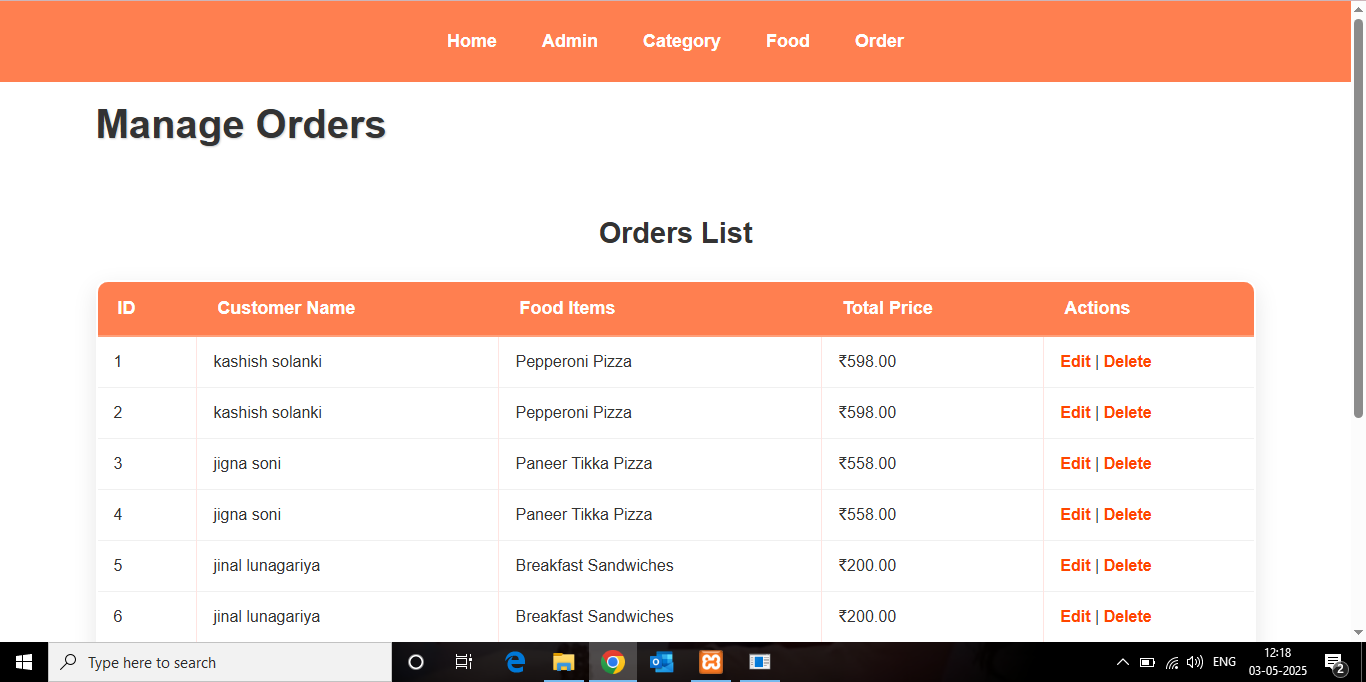 Home Admin Category Food Order
Manage Orders
Orders List
ID Customer Name Food Items Total Price Actions
1 kashish solanki Pepperoni Pizza ₹598.00 Edit | Delete
2 kashish solanki Pepperoni Pizza ₹598.00 Edit | Delete
3 jigna soni Paneer Tikka Pizza ₹558.00 Edit | Delete
4 jigna soni Paneer Tikka Pizza ₹558.00 Edit | Delete
5 jinal lunagariya Breakfast Sandwiches ₹200.00 Edit | Delete
6 jinal lunagariya Breakfast Sandwiches ₹200.00 Edit | Delete
Type here to search ENG 12:18
03-05-2025 2